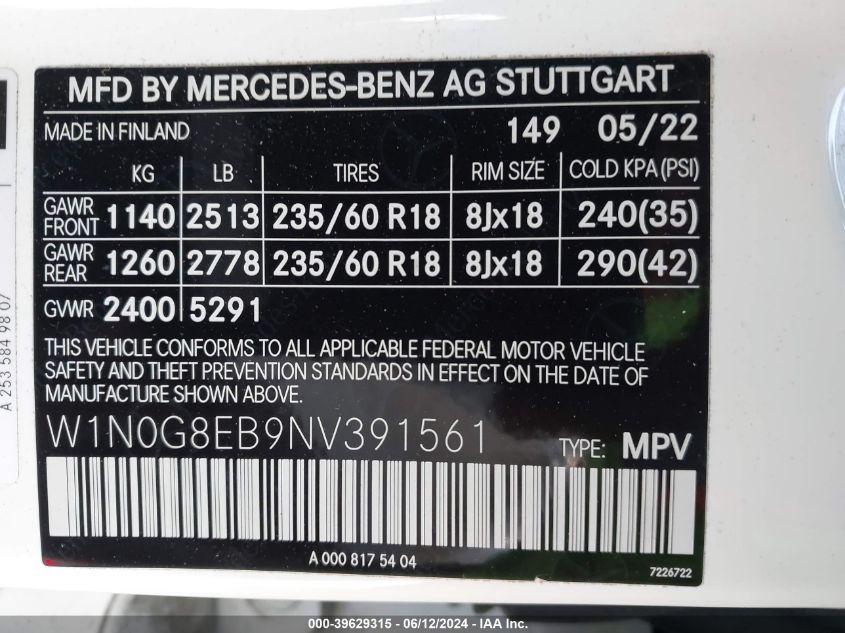 MFD BY MERCEDES-BENZ AG STUTTGART
MADE IN FINLAND 149 05/22
KG LB TIRES RIM SIZE COLD KPA(PSI)
GAWR FRONT 1140 2513 235/60 R18 8Jx18 240(35)
GAWR REAR 1260 2778 235/60 R18 8Jx18 290(42)
GVWR 2400 5291
THIS VEHICLE CONFORMS TO ALL APPLICABLE FEDERAL MOTOR VEHICLE
SAFETY AND THEFT PREVENTION STANDARDS IN EFFECT ON THE DATE OF
MANUFACTURE SHOWN ABOVE.
W1N0G8EB9NV391561 TYPE: MPV
A 000 817 54 04
7226722
A 253 584 98 07
000-39629315 - 06/12/2024 - IAA Inc.